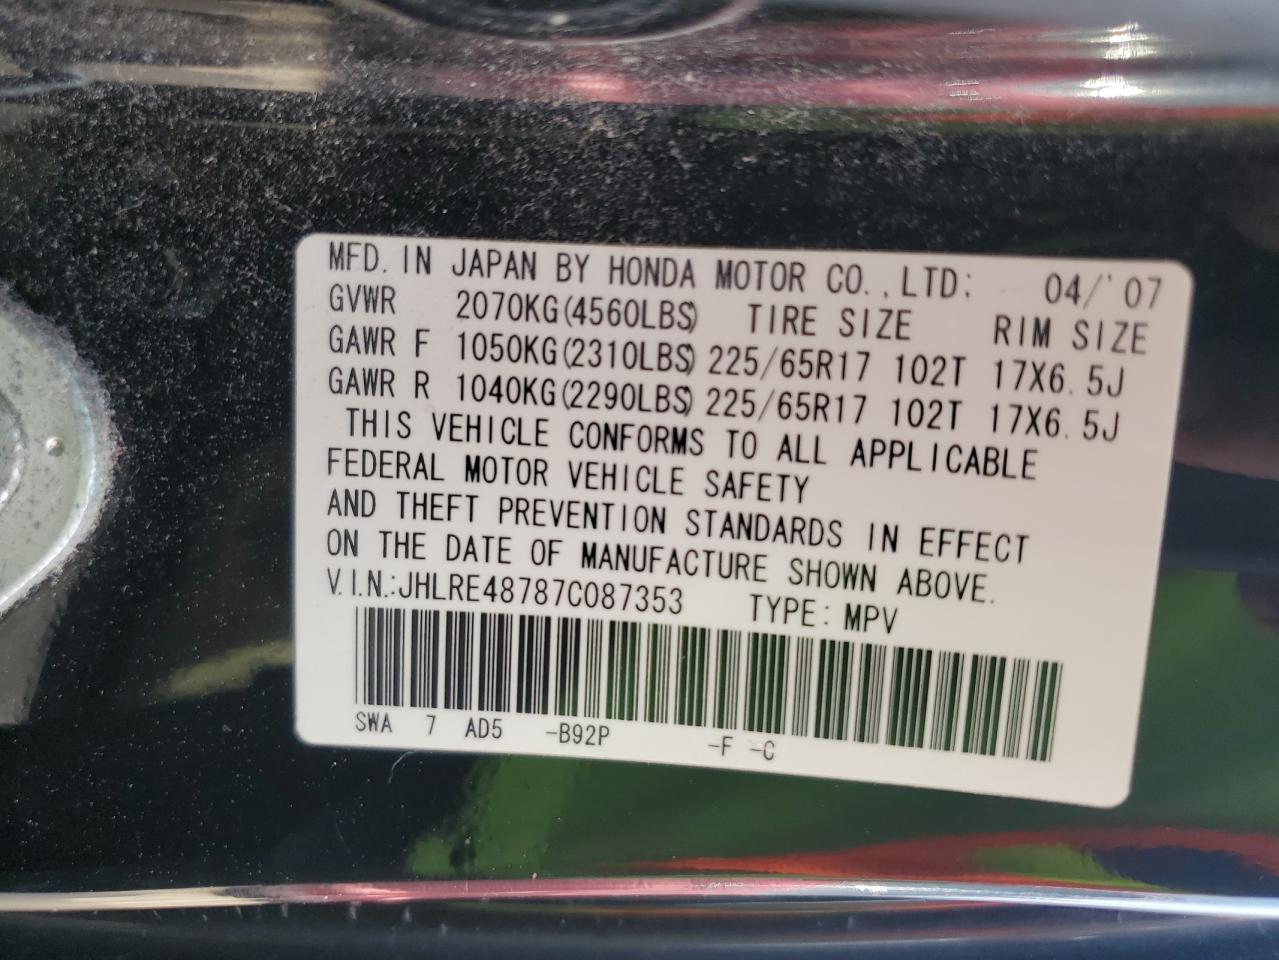 MFD. IN JAPAN BY HONDA MOTOR CO.,LTD: 04/'07
GVWR 2070KG(4560LBS) TIRE SIZE RIM SIZE
GAWR F 1050KG(2310LBS) 225/65R17 102T 17X6.5J
GAWR R 1040KG(2290LBS) 225/65R17 102T 17X6.5J
THIS VEHICLE CONFORMS TO ALL APPLICABLE
FEDERAL MOTOR VEHICLE SAFETY
AND THEFT PREVENTION STANDARDS IN EFFECT
ON THE DATE OF MANUFACTURE SHOWN ABOVE.
V.I.N.:JHLRE48787C087353 TYPE: MPV
SWA 7 AD5 -B92P -F -C